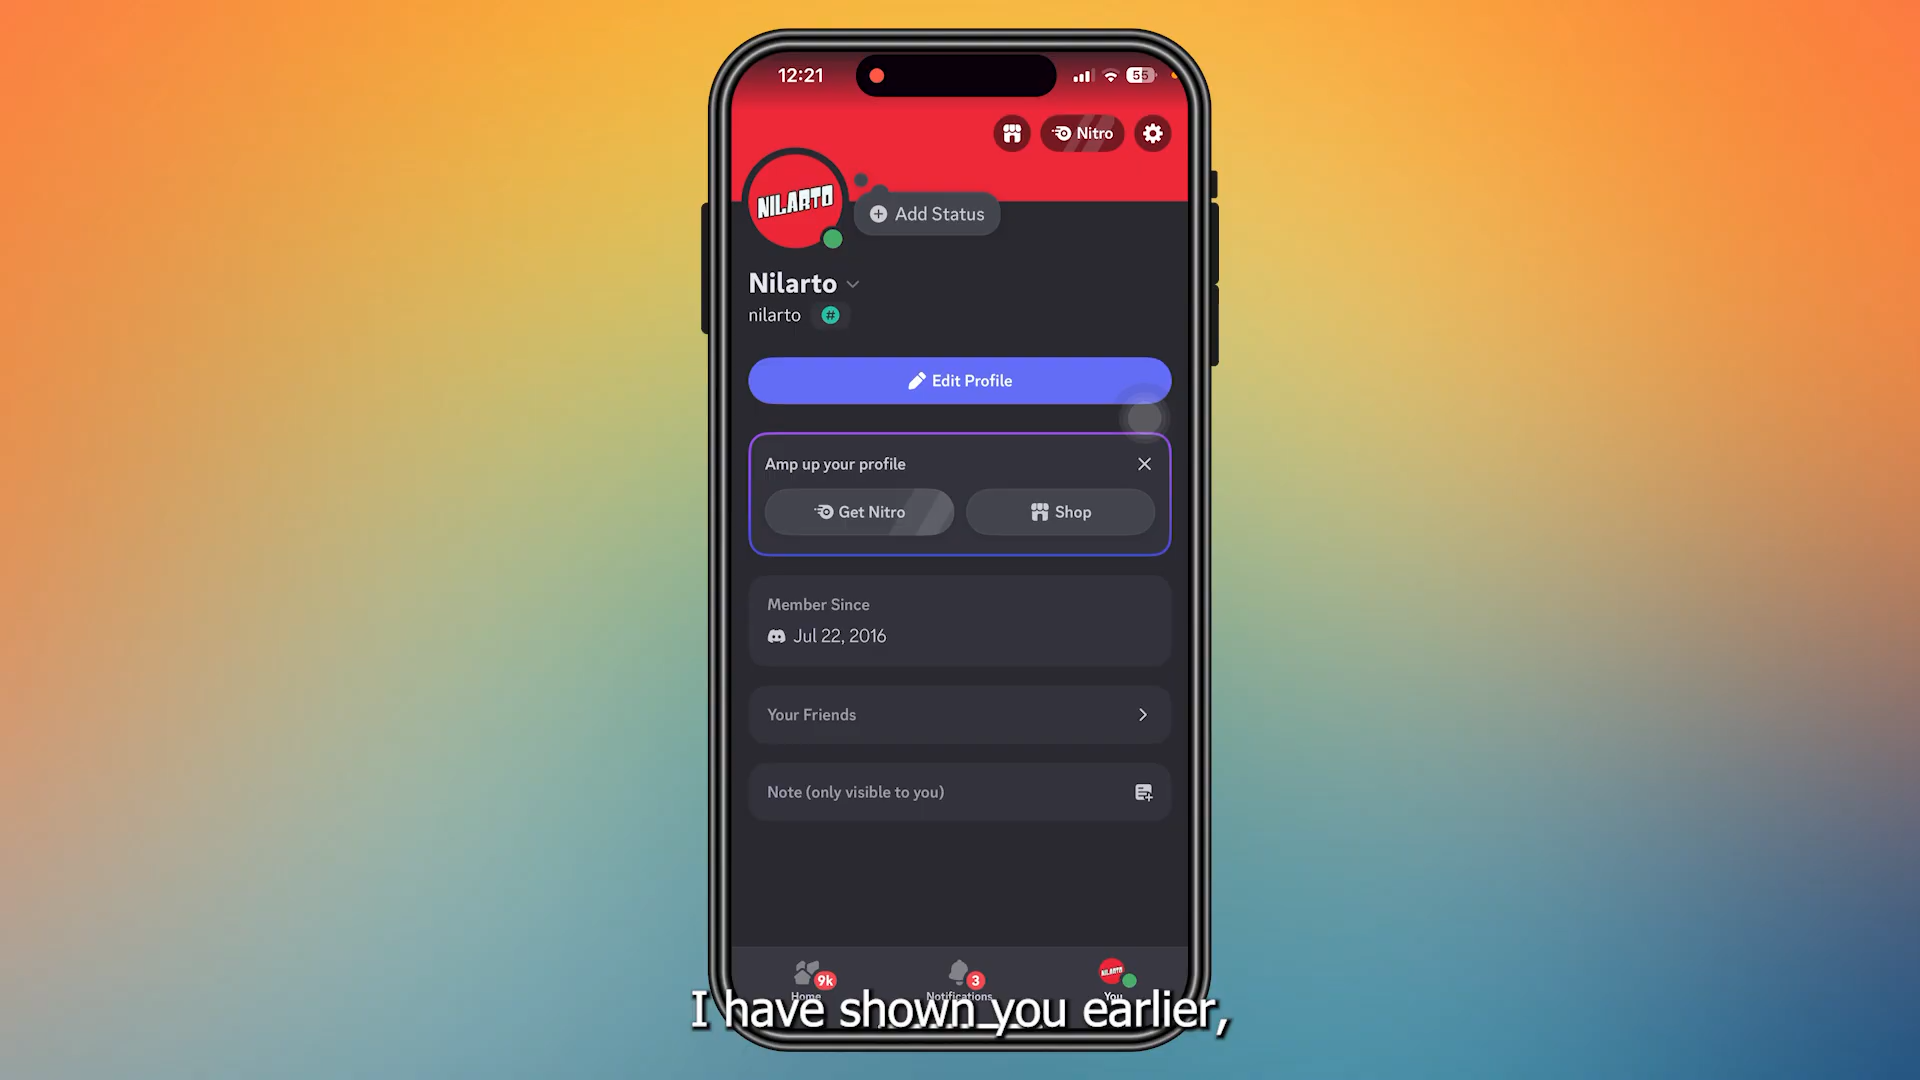 12:21
55
Nitro
NILARTO
Add Status
Nilarto
nilarto #
Edit Profile
Amp up your profile
Get Nitro
Shop
Member Since
Jul 22, 2016
Your Friends
Note (only visible to you)
9k
3
NILARTO
Home
Notifications
You
I have shown you earlier,